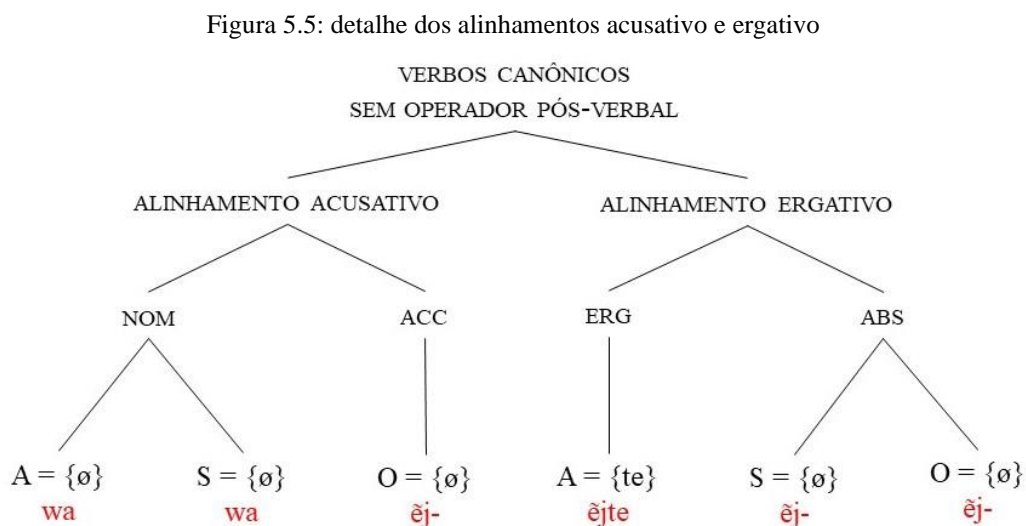 Figura 5.5: detalhe dos alinhamentos acusativo e ergativo
VERBOS CANÔNICOS
SEM OPERADOR PÓS-VERBAL
ALINHAMENTO ACUSATIVO ALINHAMENTO ERGATIVO
NOM ACC ERG ABS
A = {ø} S = {ø} O = {ø} A = {te} S = {ø} O = {ø}
wa wa ẽj- ẽjte ẽj- ẽj-